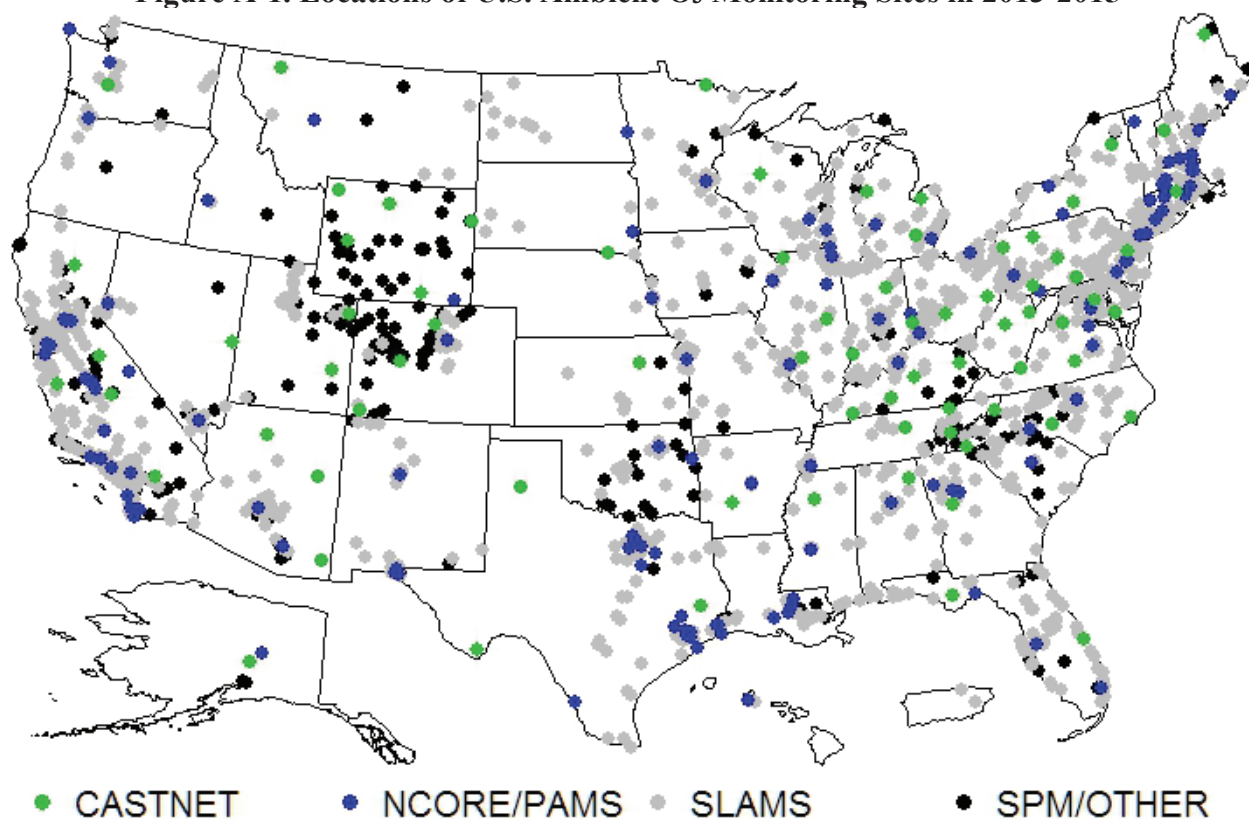 Figure A-1. Locations of U.S. Ambient O3 Monitoring Sites in 2013-2015
CASTNET NCORE/PAMS SLAMS SPM/OTHER